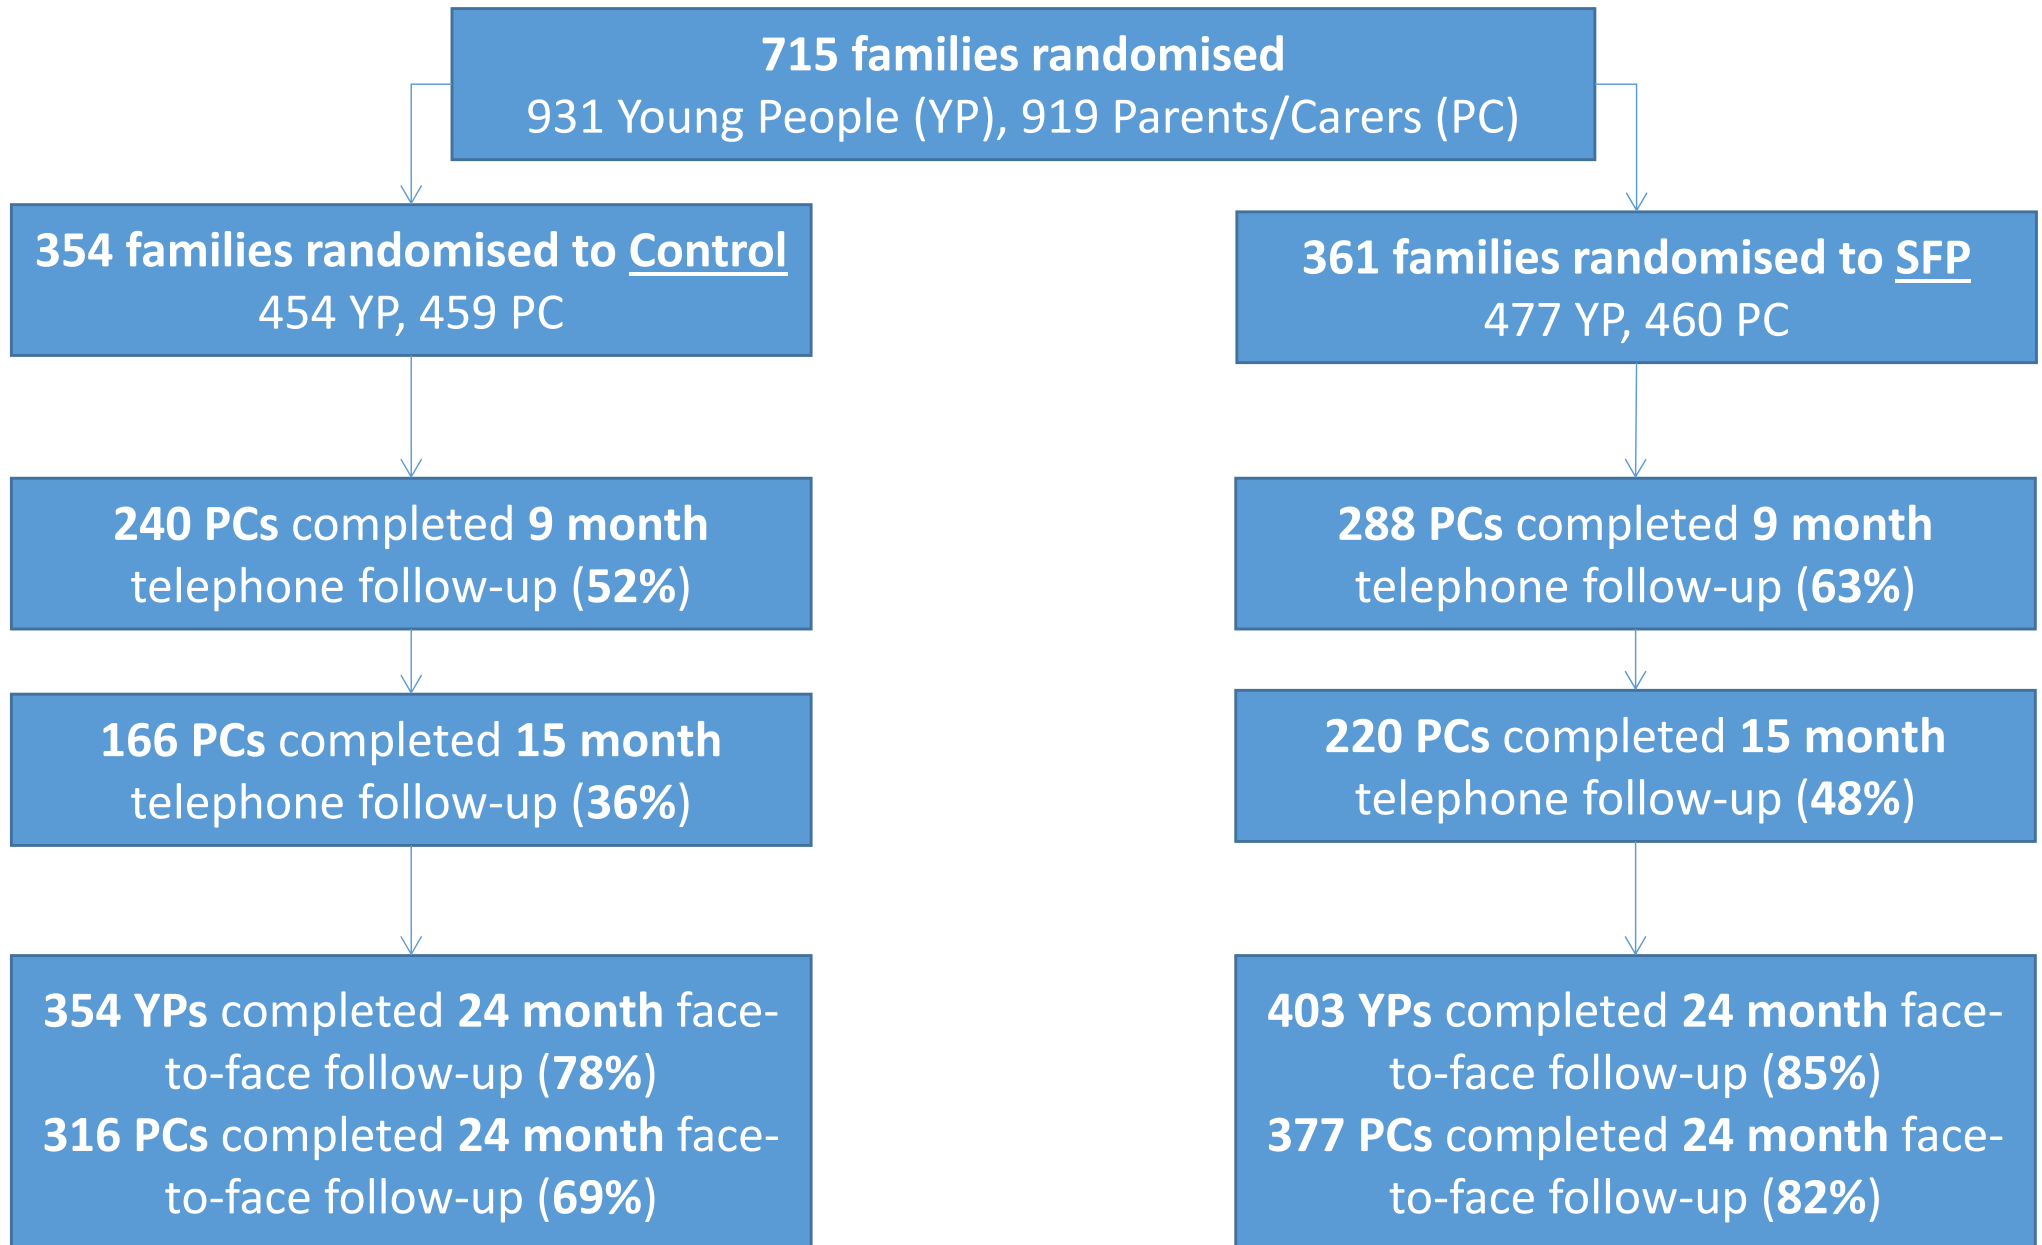 715 families randomised
931 Young People (YP), 919 Parents/Carers (PC)
354 families randomised to Control
454 YP, 459 PC
361 families randomised to SFP
477 YP, 460 PC
240 PCs completed 9 month
telephone follow-up (52%)
288 PCs completed 9 month
telephone follow-up (63%)
166 PCs completed 15 month
telephone follow-up (36%)
220 PCs completed 15 month
telephone follow-up (48%)
354 YPs completed 24 month face-
to-face follow-up (78%)
316 PCs completed 24 month face-
to-face follow-up (69%)
403 YPs completed 24 month face-
to-face follow-up (85%)
377 PCs completed 24 month face-
to-face follow-up (82%)